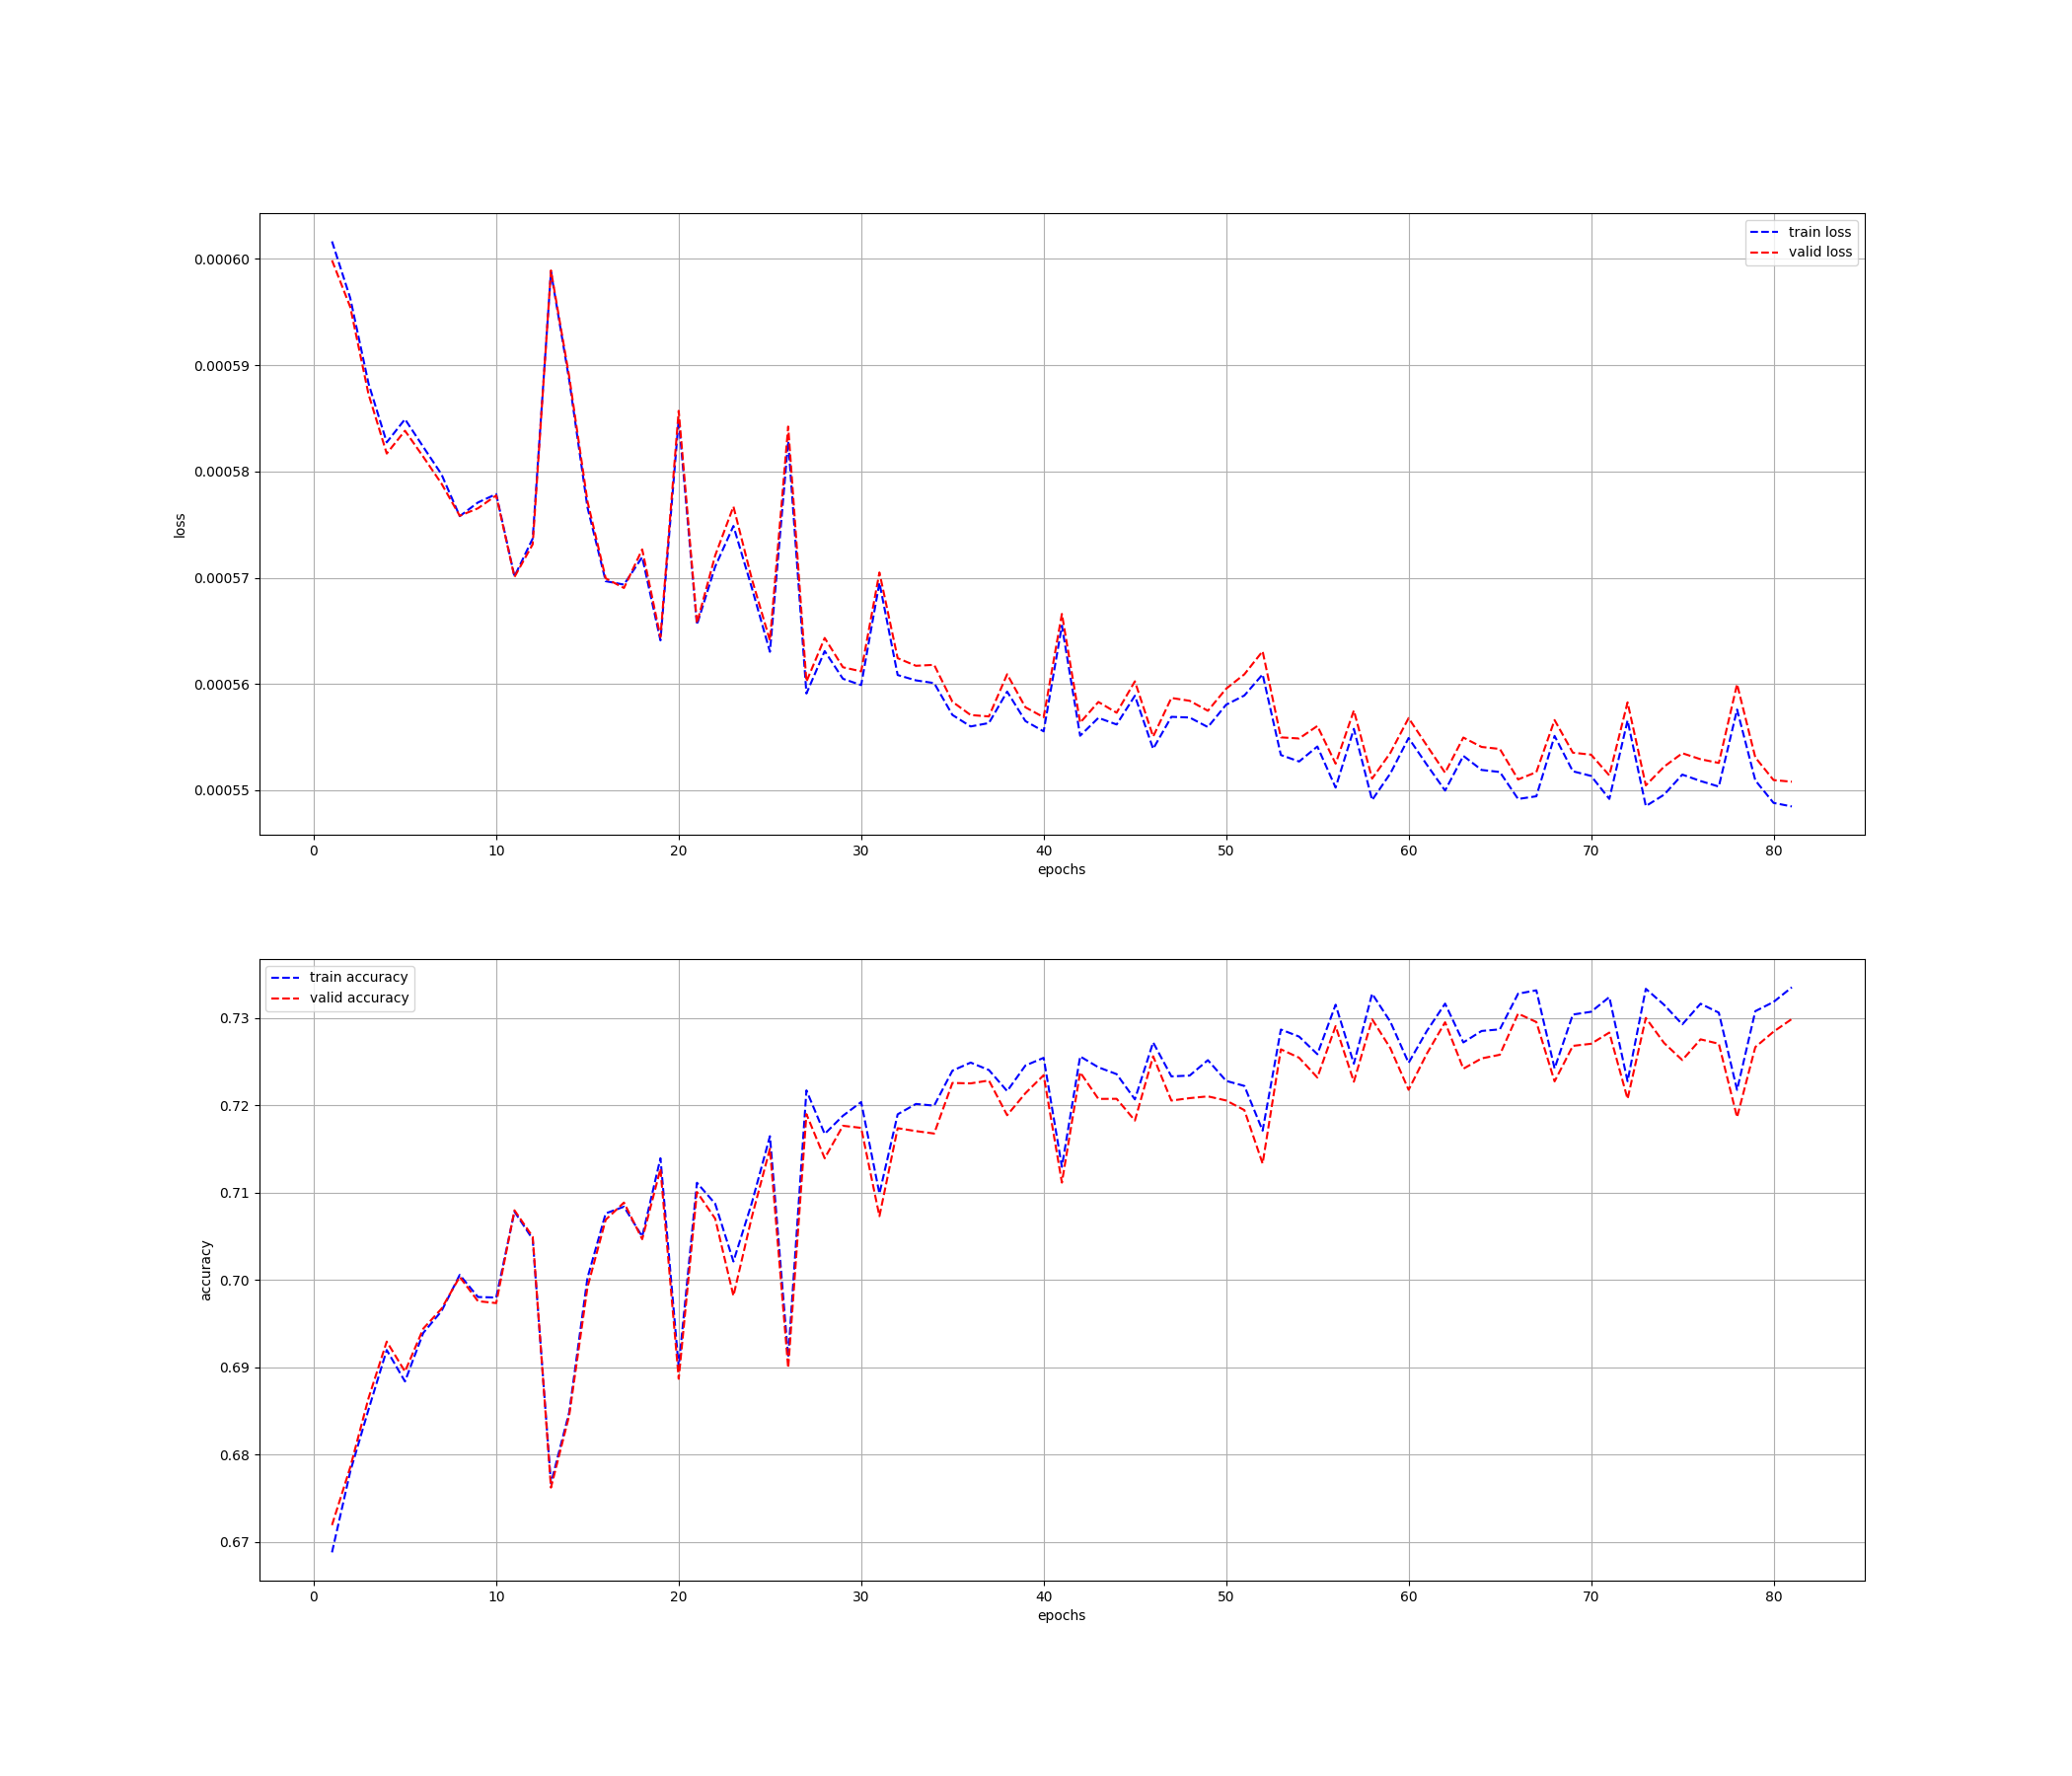 train loss
valid loss
0.00060
0.00059
0.00058
0.00057
0.00056
0.00055
loss
0 10 20 30 40 50 60 70 80
epochs
train accuracy
valid accuracy
0.73
0.72
0.71
0.70
0.69
0.68
0.67
accuracy
0 10 20 30 40 50 60 70 80
epochs